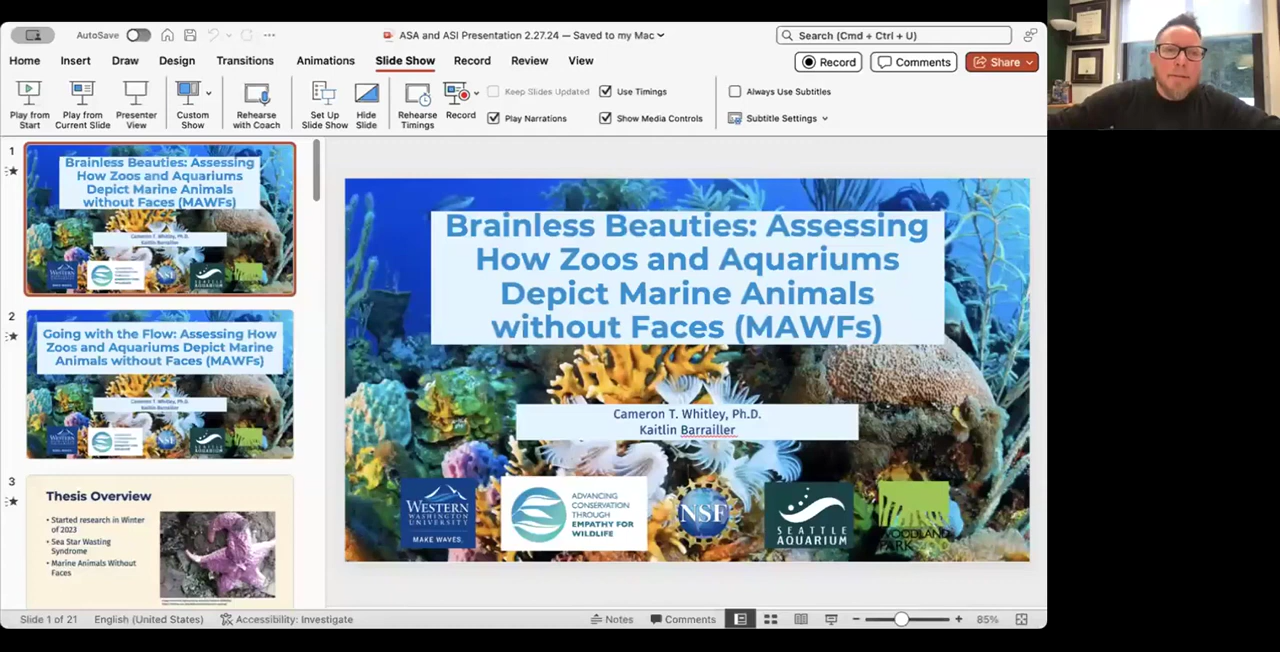 AutoSave
ASA and ASI Presentation 2.27.24 — Saved to my Mac
Search (Cmd + Ctrl + U)
Home Insert Draw Design Transitions Animations Slide Show Record Review View
Record Comments Share
Play from Start
Play from Current Slide
Presenter View
Custom Show
Rehearse with Coach
Set Up Slide Show
Hide Slide
Rehearse Timings
Record
Keep Slides Updated
Use Timings
Play Narrations
Show Media Controls
Always Use Subtitles
Subtitle Settings
1
Brainless Beauties: Assessing
How Zoos and Aquariums
Depict Marine Animals
without Faces (MAWFs)
Cameron T. Whitley, Ph.D.
Kaitlin Barrailler
2
Going with the Flow: Assessing How
Zoos and Aquariums Depict Marine
Animals without Faces (MAWFs)
Cameron T. Whitley, Ph.D.
Kaitlin Barrailler
3
Thesis Overview
• Started research in Winter
of 2023
• Sea Star Wasting
Syndrome
• Marine Animals Without
Faces
Brainless Beauties: Assessing
How Zoos and Aquariums
Depict Marine Animals
without Faces (MAWFs)
Cameron T. Whitley, Ph.D.
Kaitlin Barrailler
WESTERN
WASHINGTON
UNIVERSITY
MAKE WAVES.
ADVANCING
CONSERVATION
THROUGH
EMPATHY FOR
WILDLIFE
NSF
SEATTLE
AQUARIUM
WOODLAND
PARK
Slide 1 of 21 English (United States) Accessibility: Investigate
Notes Comments 85%